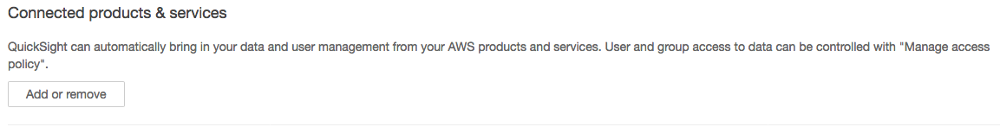 Connected products & services
QuickSight can automatically bring in your data and user management from your AWS products and services. User and group access to data can be controlled with "Manage access
policy".
Add or remove